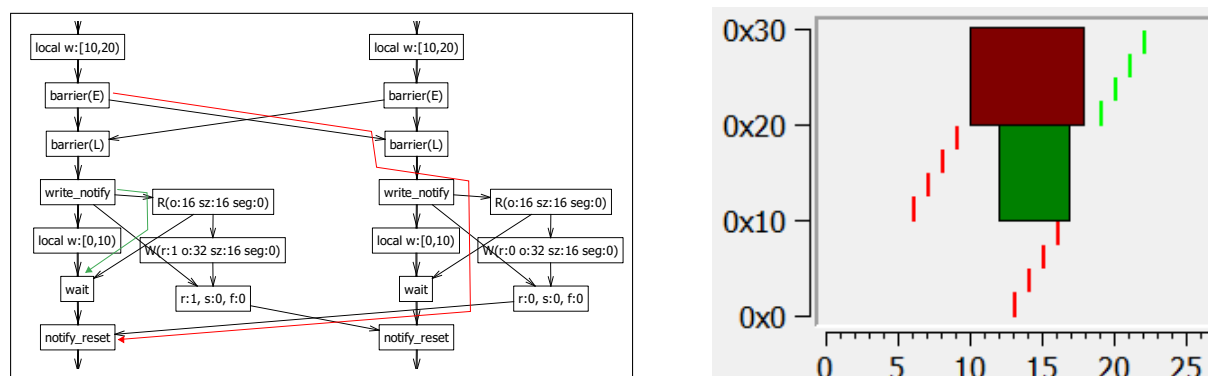 local w:[10,20)
local w:[10,20)
barrier(E)
barrier(E)
barrier(L)
barrier(L)
write_notify
R(o:16 sz:16 seg:0)
write_notify
R(o:16 sz:16 seg:0)
local w:[0,10)
W(r:1 o:32 sz:16 seg:0)
local w:[0,10)
W(r:0 o:32 sz:16 seg:0)
wait
r:1, s:0, f:0
wait
r:0, s:0, f:0
notify_reset
notify_reset
0x30
0x20
0x10
0x0
0 5 10 15 20 25